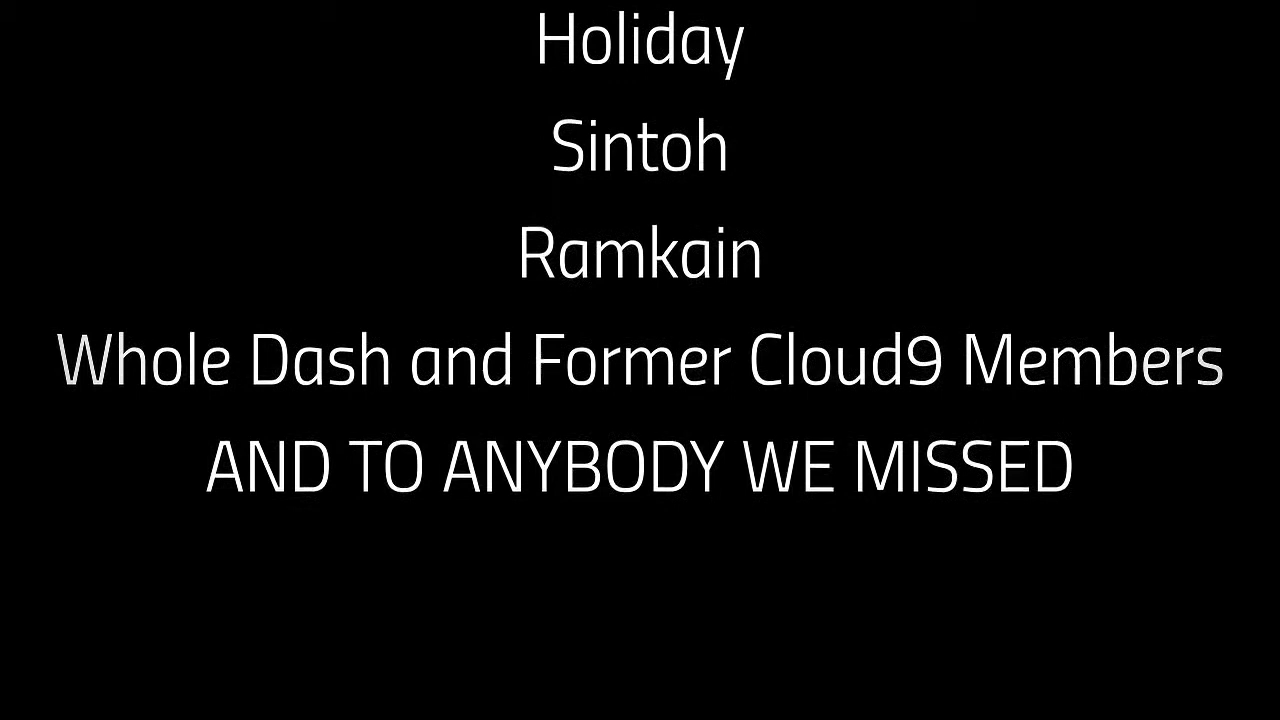 Holiday
Sintoh
Ramkain
Whole Dash and Former Cloud9 Members
AND TO ANYBODY WE MISSED